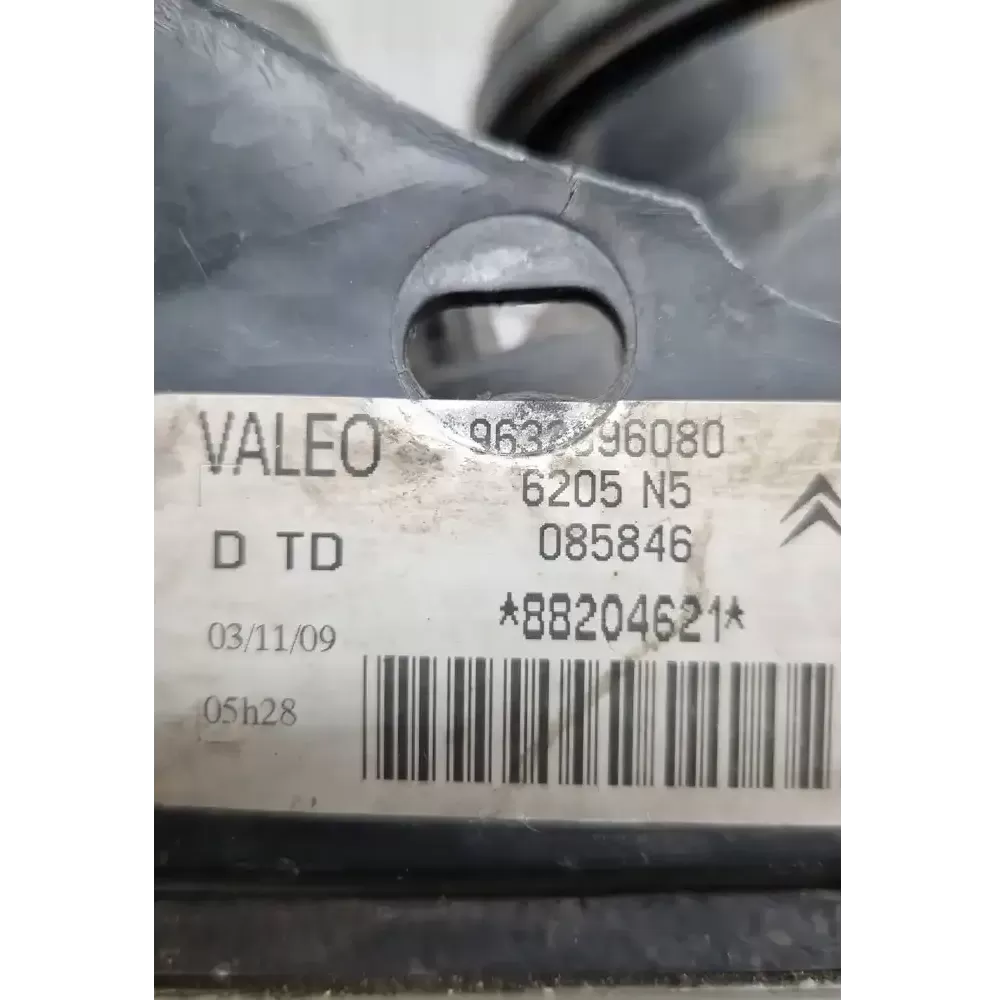 VALEO
6205 N5
D TD
085846
*88204621*
03/11/09
05h28